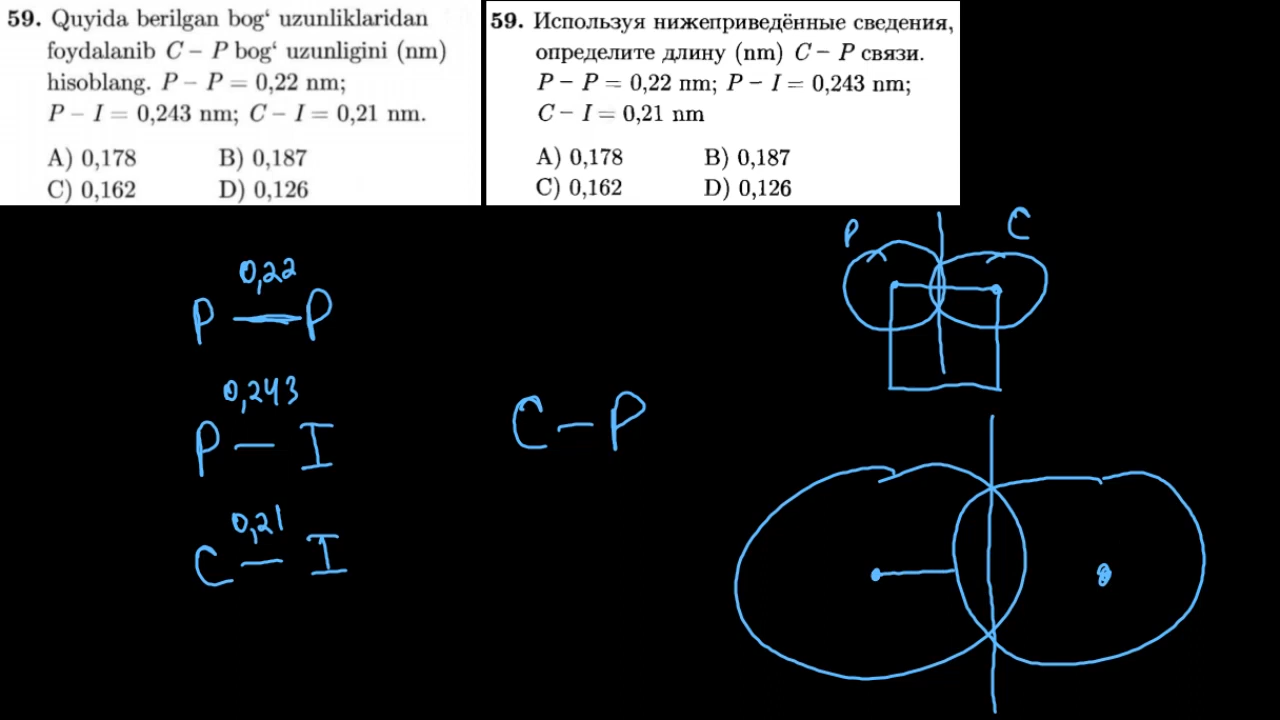 59. Quyida berilgan bog‘ uzunliklaridan
foydalanib C – P bog‘ uzunligini (nm)
hisoblang. P – P = 0,22 nm;
P – I = 0,243 nm; C – I = 0,21 nm.
A) 0,178 B) 0,187
C) 0,162 D) 0,126
59. Используя нижеприведённые сведения,
определите длину (nm) C – P связи.
P – P = 0,22 nm; P – I = 0,243 nm;
C – I = 0,21 nm
A) 0,178 B) 0,187
C) 0,162 D) 0,126
P C
0,22
P — P
0,243
P — I
C – P
0,21
C — I